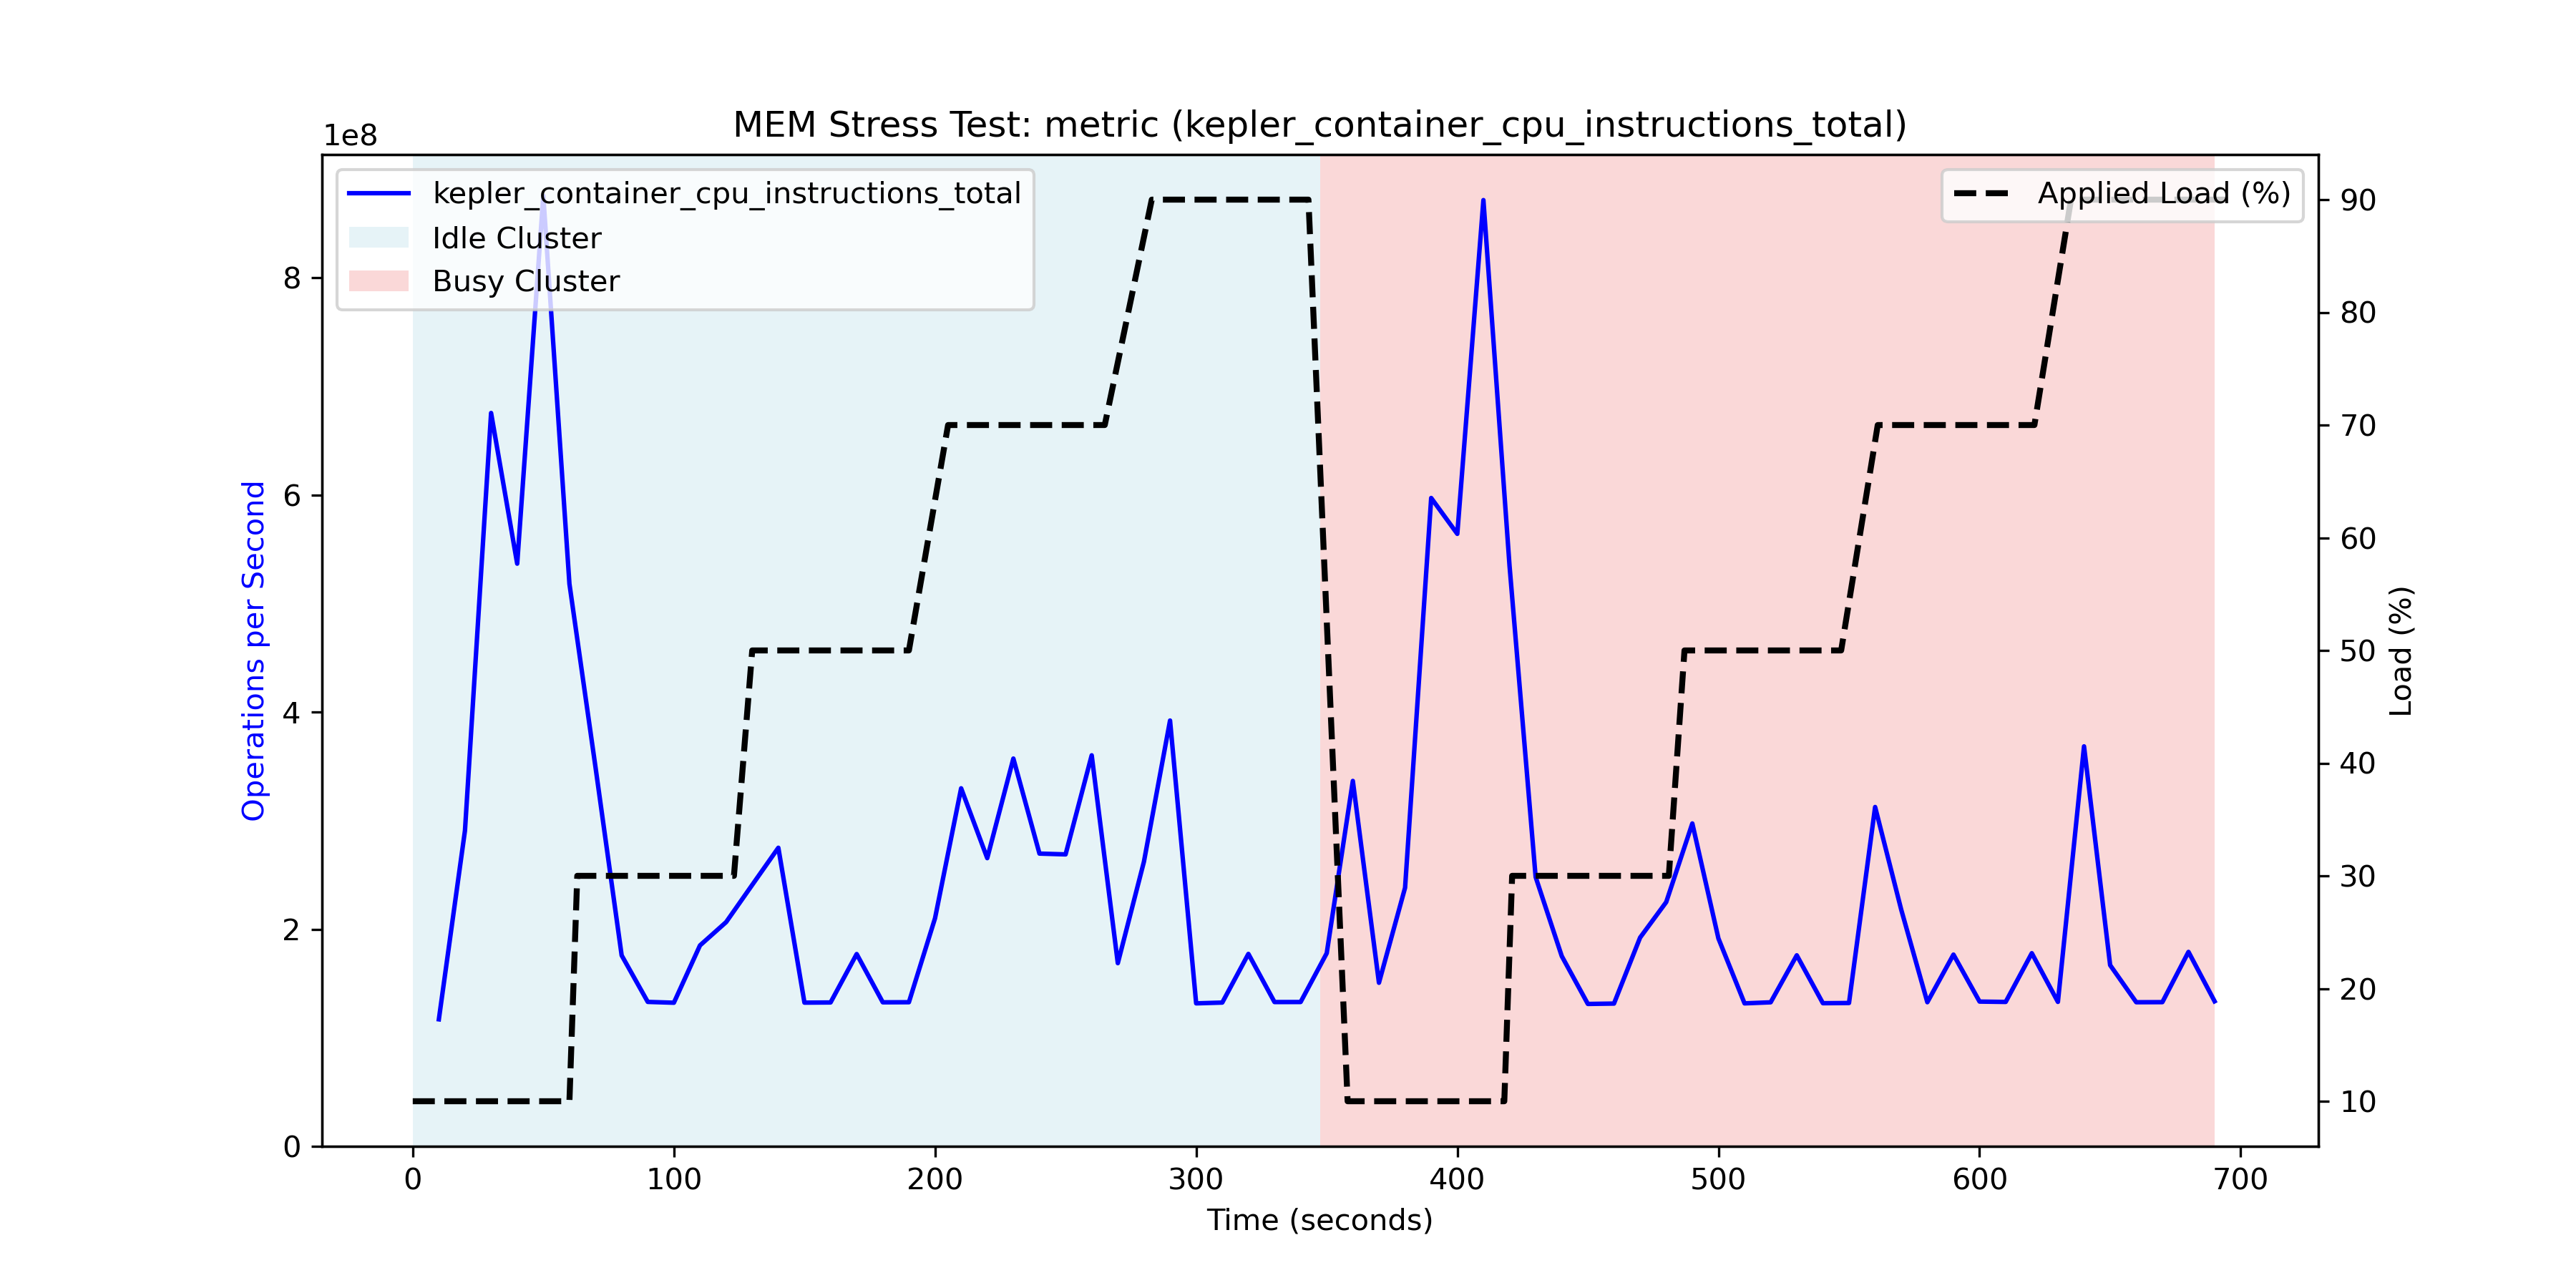 MEM Stress Test: metric (kepler_container_cpu_instructions_total)
1e8
kepler_container_cpu_instructions_total
Idle Cluster
Busy Cluster
Applied Load (%)
8
6
4
2
0
Operations per Second
90
80
70
60
50
40
30
20
10
Load (%)
0 100 200 300 400 500 600 700
Time (seconds)